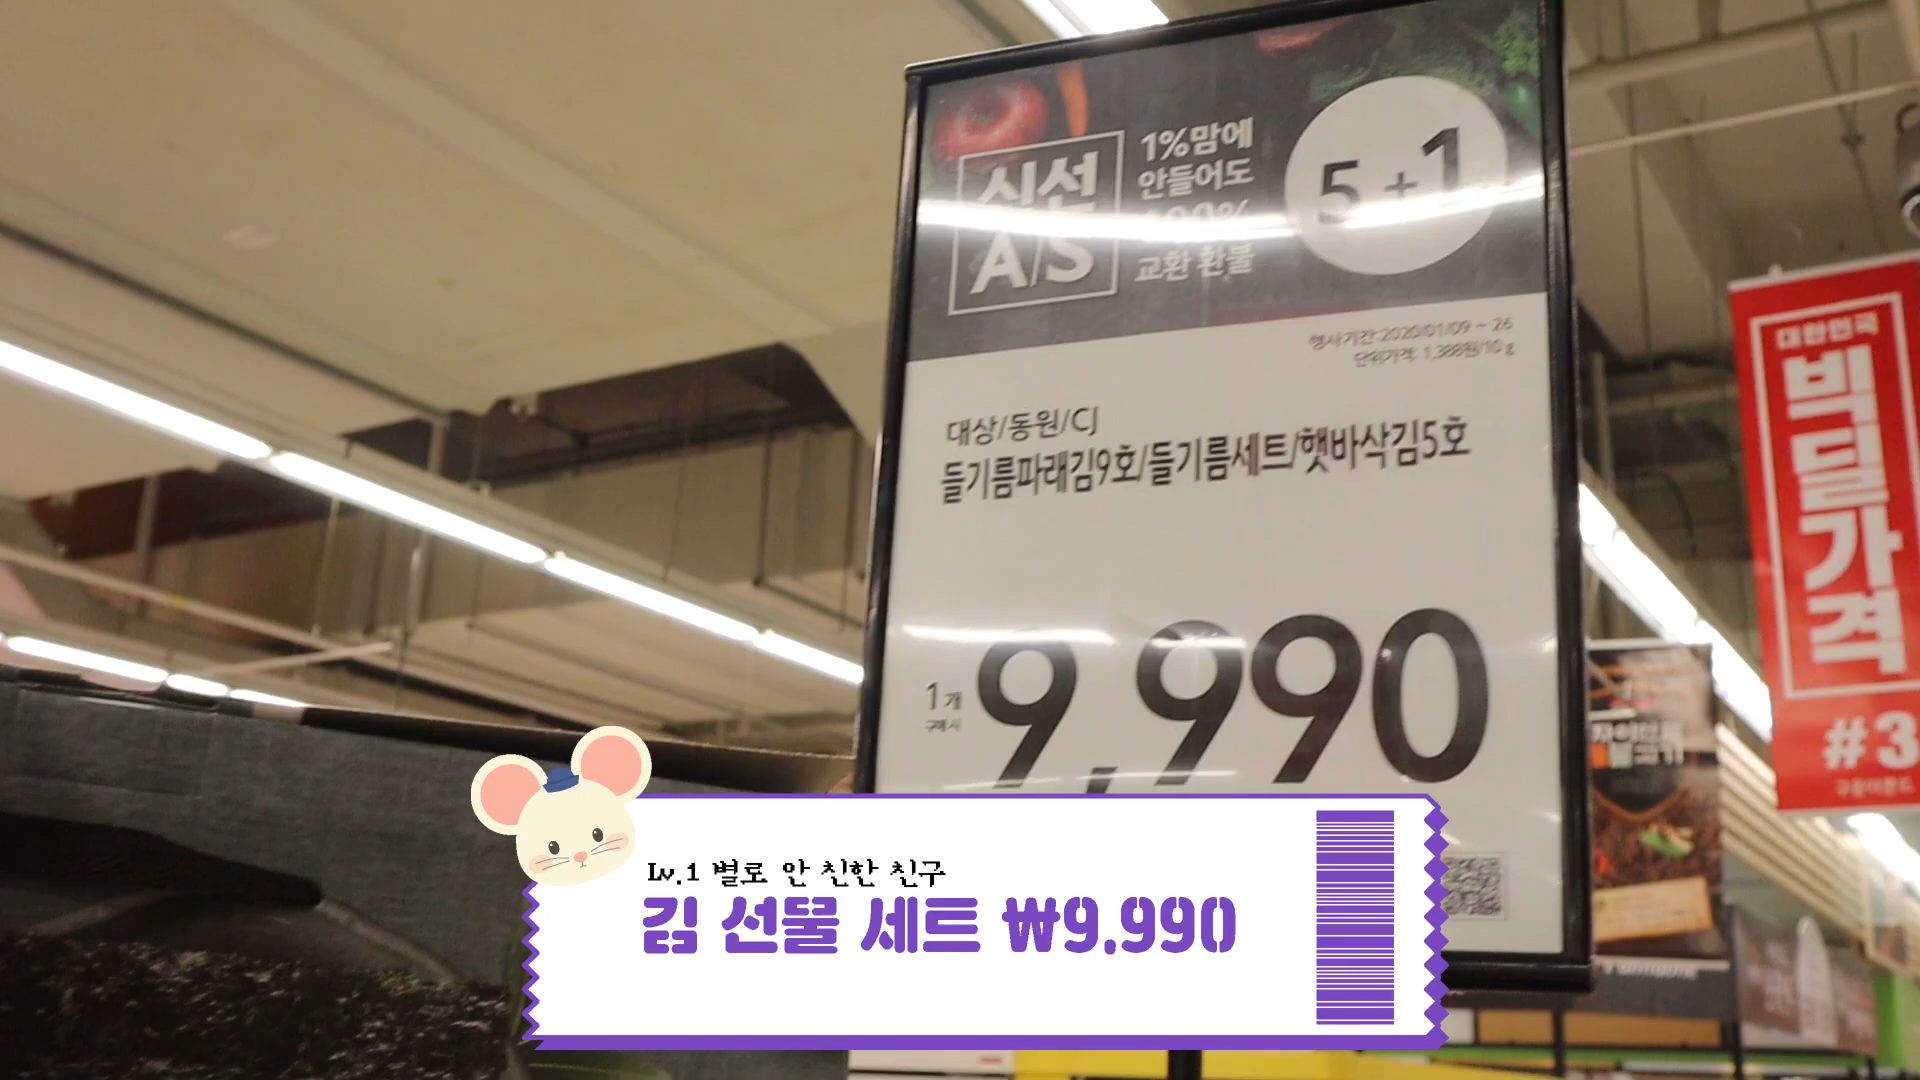 신선
A/S
1%맘에
안들어도
100%
교환 환불
5+1
행사기간:2020/01/09 ~ 26
단위가격: 1,388원/10 g
대상/동원/CJ
들기름파래김9호/들기름세트/햇바삭김5호
1개
구매시
9,990
대한민국
빅딜가격
#3
lv.1 별로 안 친한 친구
김 선물 세트 ₩9,990